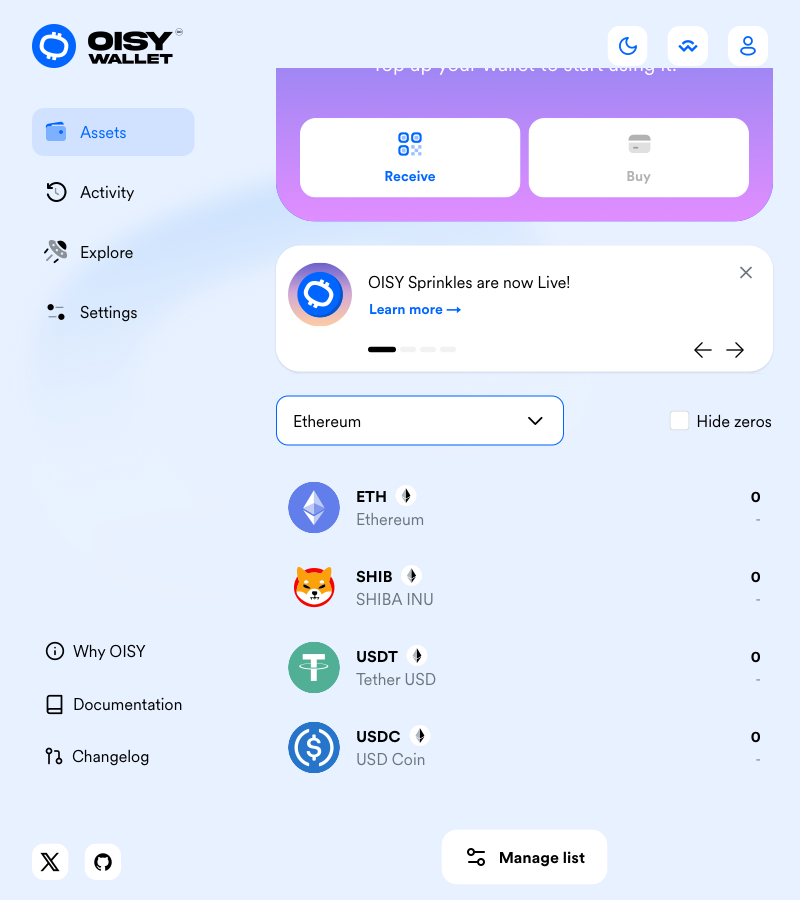 OISY
WALLET
Top up your wallet to start using it!
Assets
Receive
Buy
Activity
Explore
OISY Sprinkles are now Live!
Learn more →
Settings
Ethereum
Hide zeros
ETH
0
Ethereum
-
SHIB
0
SHIBA INU
-
USDT
0
Tether USD
-
USDC
0
USD Coin
-
Why OISY
Documentation
Changelog
Manage list